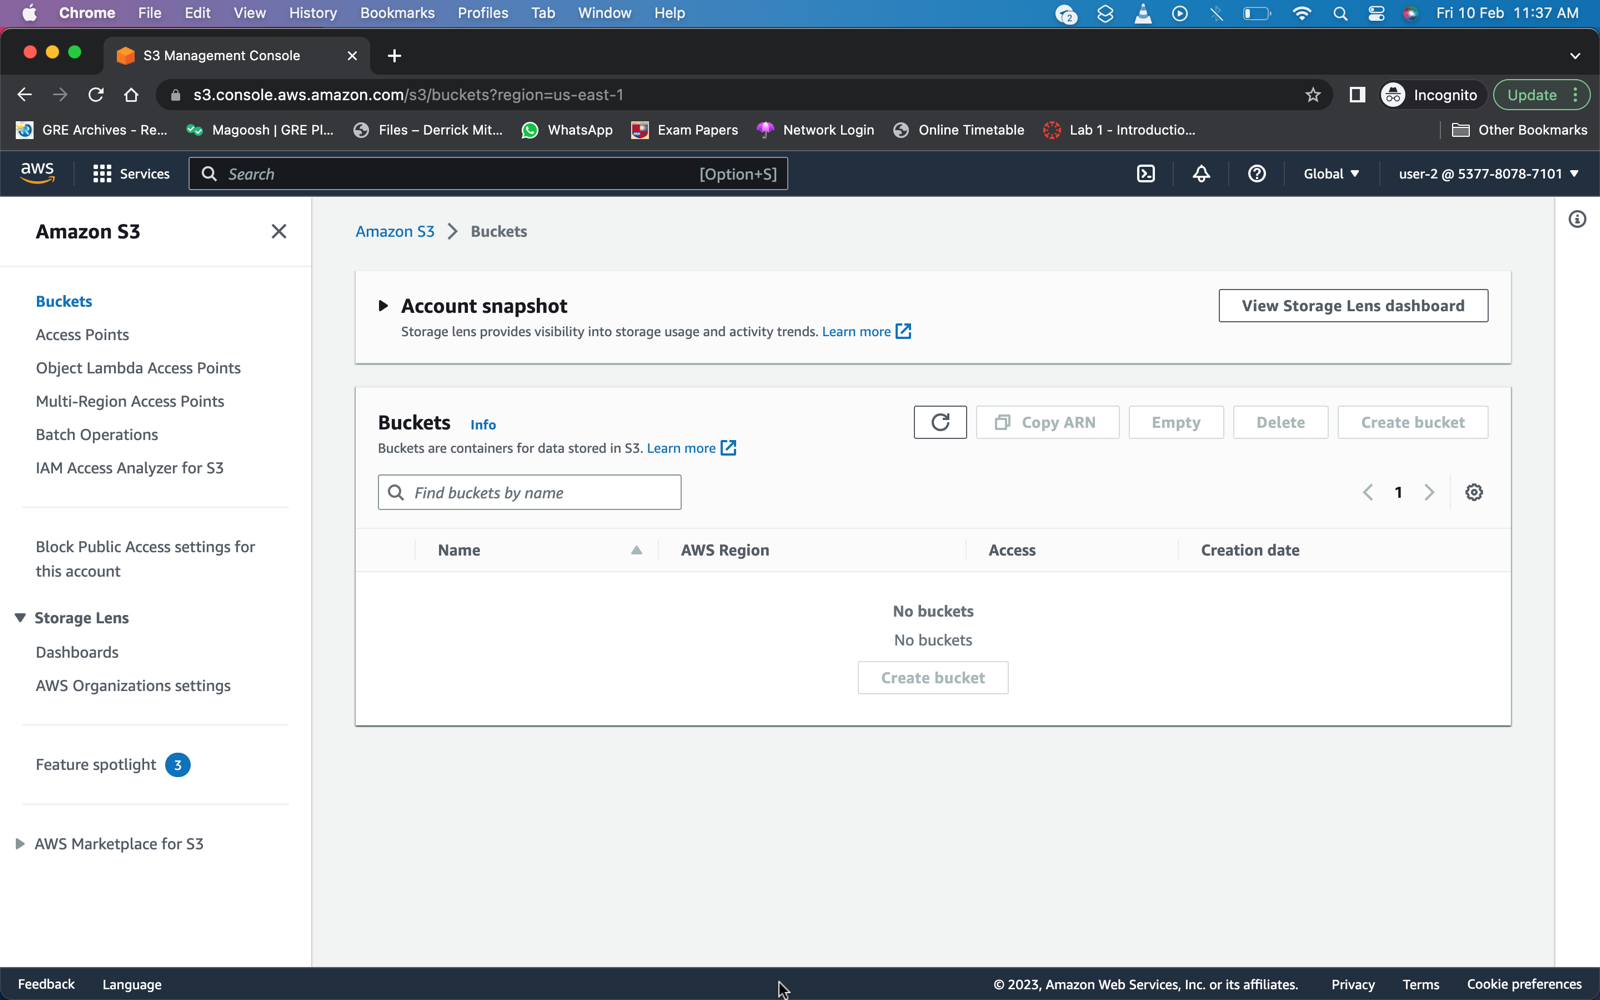 Chrome File Edit View History Bookmarks Profiles Tab Window Help 2 Fri 10 Feb 11:37 AM
S3 Management Console
s3.console.aws.amazon.com/s3/buckets?region=us-east-1 Incognito Update
GRE Archives - Re... Magoosh | GRE Pl... Files – Derrick Mit... WhatsApp Exam Papers Network Login Online Timetable Lab 1 - Introductio... Other Bookmarks
aws Services Search [Option+S] Global user-2 @ 5377-8078-7101
Amazon S3
Buckets
Access Points
Object Lambda Access Points
Multi-Region Access Points
Batch Operations
IAM Access Analyzer for S3
Block Public Access settings for
this account
Storage Lens
Dashboards
AWS Organizations settings
Feature spotlight 3
AWS Marketplace for S3
Amazon S3 Buckets
Account snapshot View Storage Lens dashboard
Storage lens provides visibility into storage usage and activity trends. Learn more
Buckets Info Copy ARN Empty Delete Create bucket
Buckets are containers for data stored in S3. Learn more
Find buckets by name 1
Name AWS Region Access Creation date
No buckets
No buckets
Create bucket
Feedback Language © 2023, Amazon Web Services, Inc. or its affiliates. Privacy Terms Cookie preferences